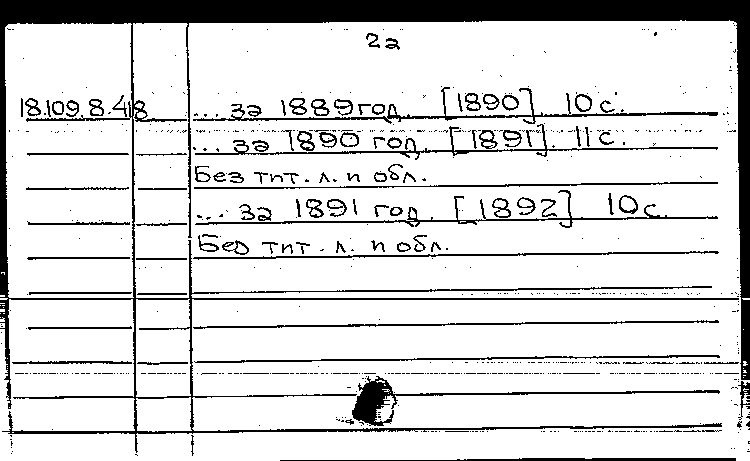 2а
18.109.8.418 ... за 1889 год. [1890] 10 с.
... за 1890 год. [1891]. 11 с.
Без тит. л. и обл.
... за 1891 год. [1892] 10 с.
Без тит. л. и обл.